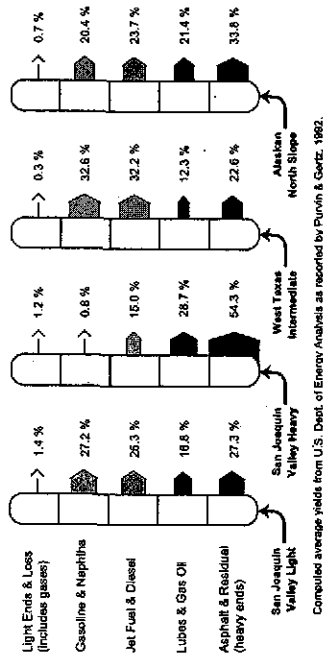 Light Ends & Loss
(includes gases)
1.4 %
1.2 %
0.3 %
0.7 %
Gasoline & Naphtha
27.2 %
0.8 %
32.6 %
20.4 %
Jet Fuel & Diesel
26.3 %
15.0 %
32.2 %
23.7 %
Lubes & Gas Oil
16.8 %
28.7 %
12.3 %
21.4 %
Asphalt & Residual
(heavy ends)
27.3 %
54.3 %
22.6 %
33.8 %
San Joaquin
Valley Light
San Joaquin
Valley Heavy
West Texas
Intermediate
Alaskan
North Slope
Computed average yields from U.S. Dept. of Energy Analysis as reported by Purvin & Gertz, 1992.